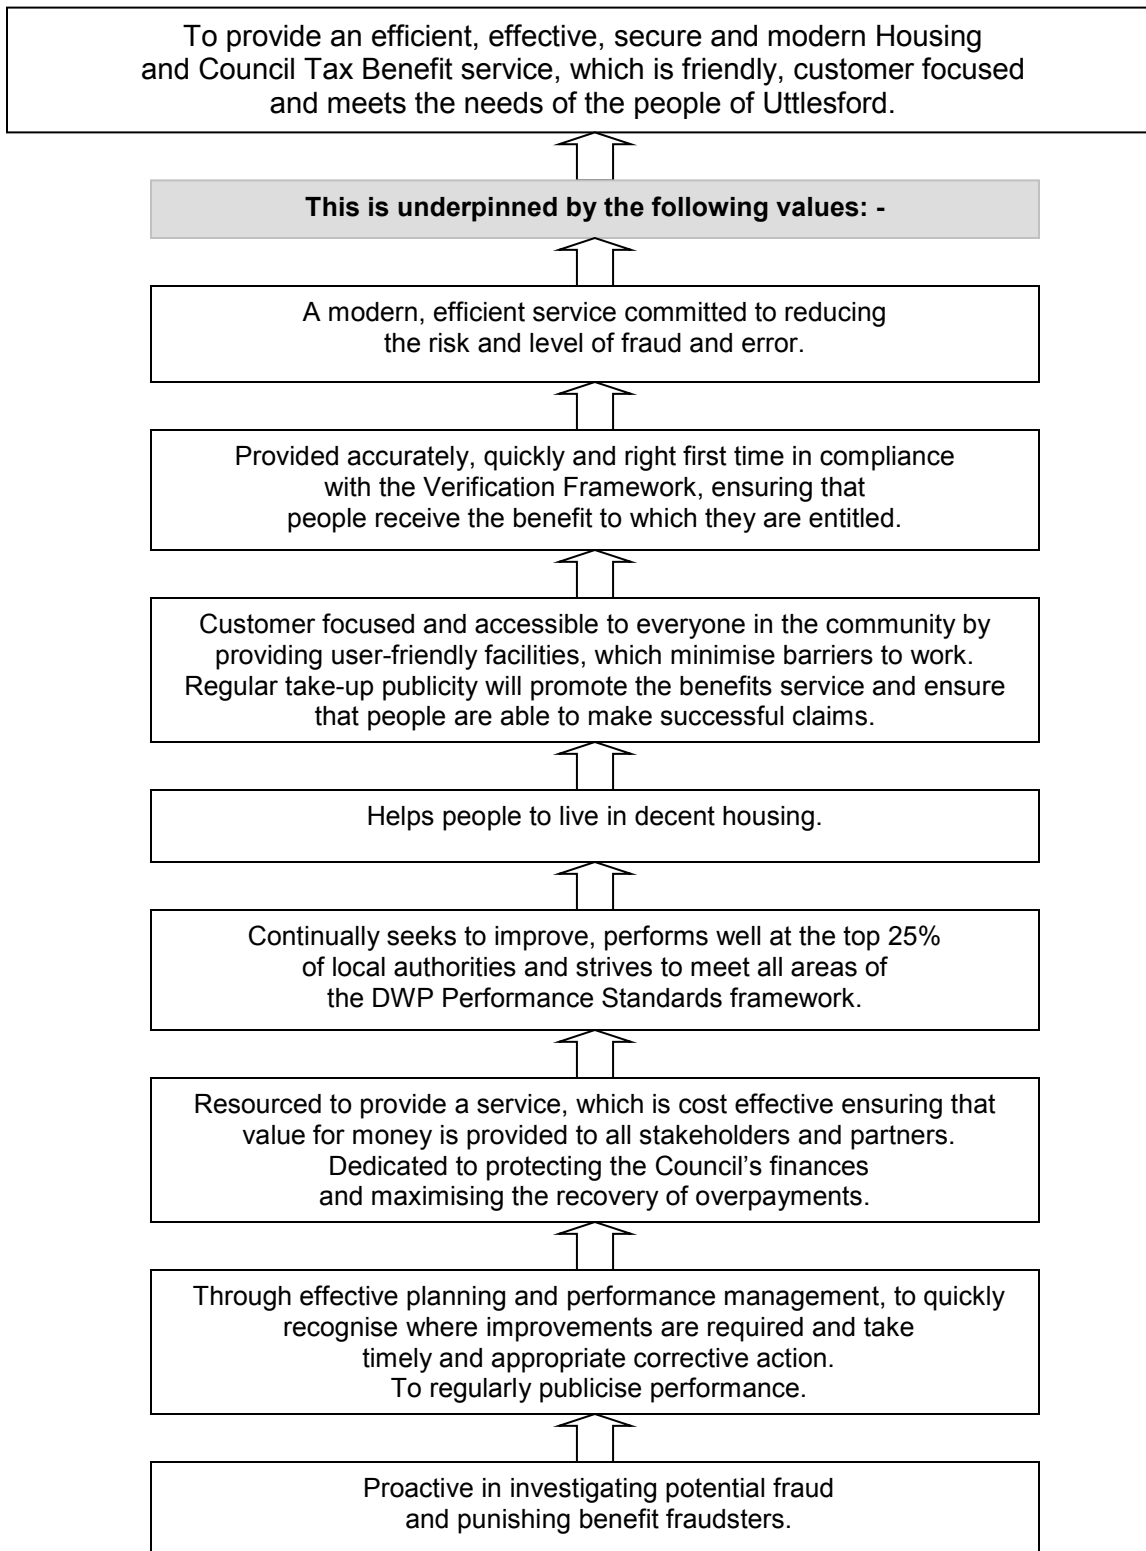 To provide an efficient, effective, secure and modern Housing
and Council Tax Benefit service, which is friendly, customer focused
and meets the needs of the people of Uttlesford.
This is underpinned by the following values: -
A modern, efficient service committed to reducing
the risk and level of fraud and error.
Provided accurately, quickly and right first time in compliance
with the Verification Framework, ensuring that
people receive the benefit to which they are entitled.
Customer focused and accessible to everyone in the community by
providing user-friendly facilities, which minimise barriers to work.
Regular take-up publicity will promote the benefits service and ensure
that people are able to make successful claims.
Helps people to live in decent housing.
Continually seeks to improve, performs well at the top 25%
of local authorities and strives to meet all areas of
the DWP Performance Standards framework.
Resourced to provide a service, which is cost effective ensuring that
value for money is provided to all stakeholders and partners.
Dedicated to protecting the Council’s finances
and maximising the recovery of overpayments.
Through effective planning and performance management, to quickly
recognise where improvements are required and take
timely and appropriate corrective action.
To regularly publicise performance.
Proactive in investigating potential fraud
and punishing benefit fraudsters.